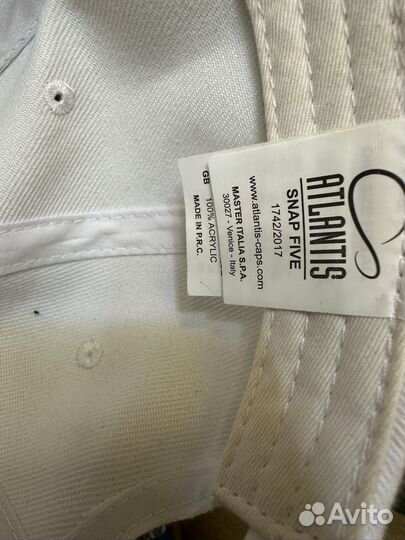 ATLANTIS
SNAP FIVE
1742/2017
www.atlantis-caps.com
MASTER ITALIA S.P.A.
30027 - Venice - Italy
GB 100% ACRYLIC
MADE IN P.R.C.
Avito